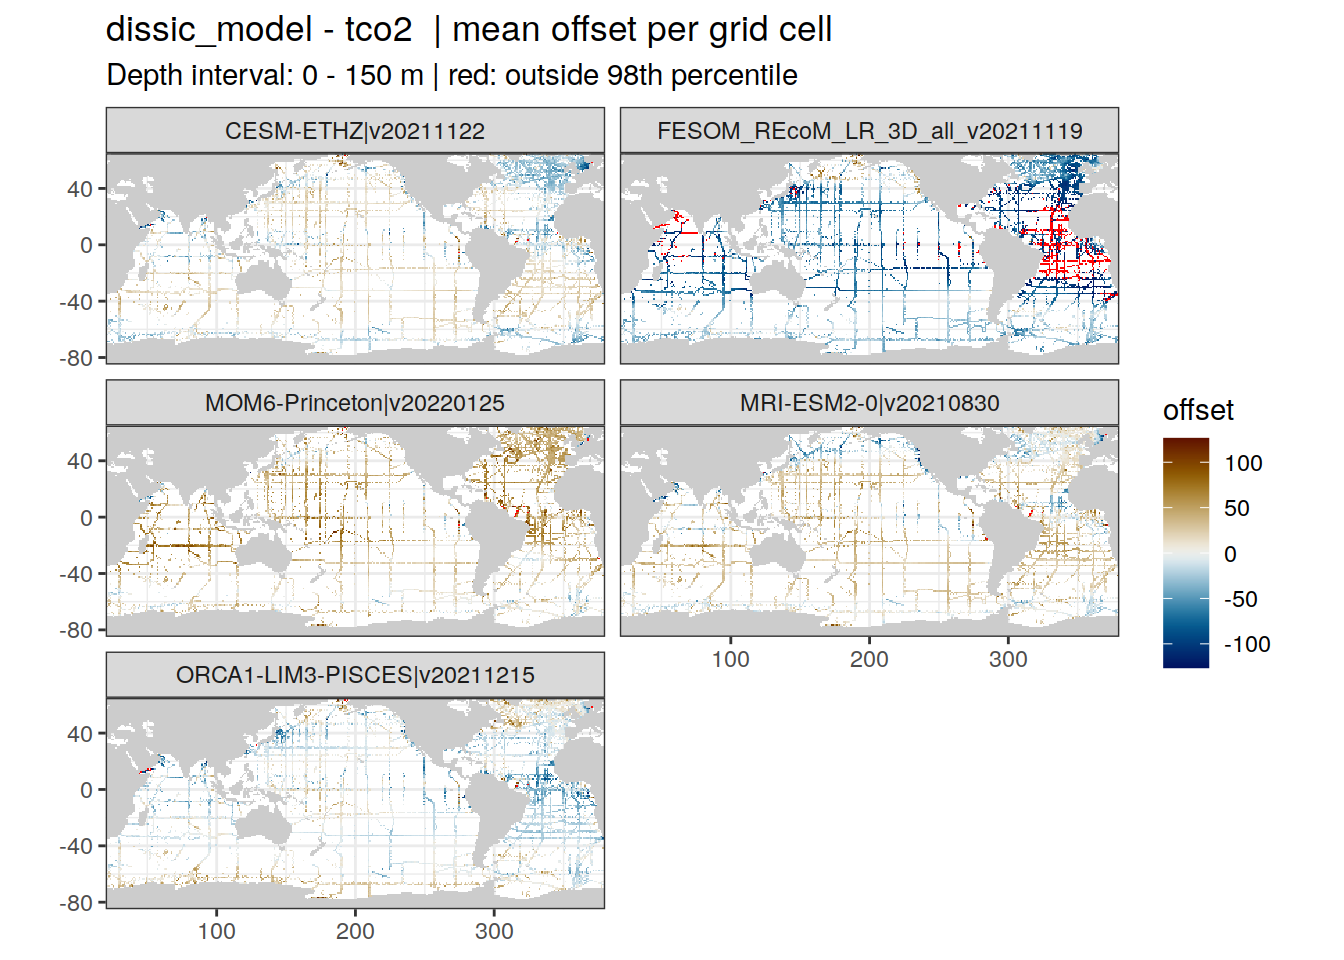 dissic_model - tco2  | mean offset per grid cell
Depth interval: 0 - 150 m | red: outside 98th percentile
CESM-ETHZ|v20211122
FESOM_REcoM_LR_3D_all_v20211119
40
0
-40
-80
MOM6-Princeton|v20220125
MRI-ESM2-0|v20210830
40
0
-40
-80
100
200
300
ORCA1-LIM3-PISCES|v20211215
40
0
-40
-80
100
200
300
offset
100
50
0
-50
-100